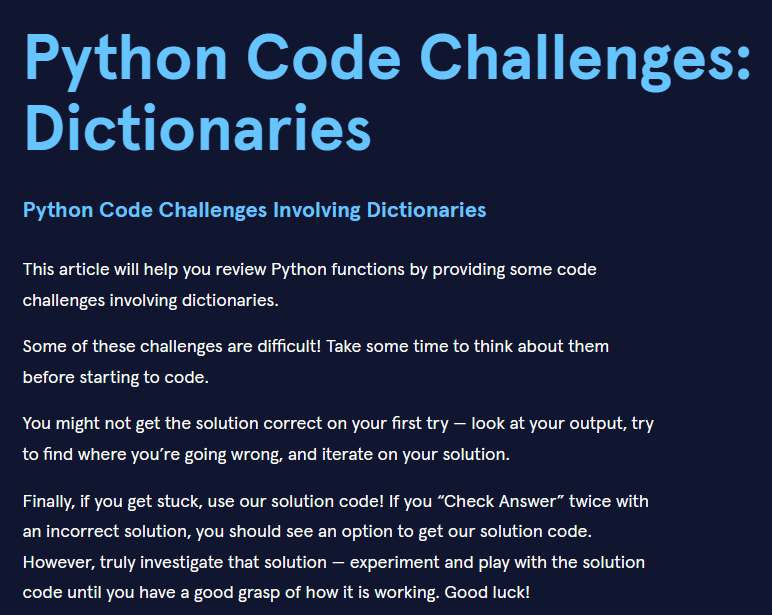 Python Code Challenges:
Dictionaries
Python Code Challenges Involving Dictionaries
This article will help you review Python functions by providing some code
challenges involving dictionaries.
Some of these challenges are difficult! Take some time to think about them
before starting to code.
You might not get the solution correct on your first try — look at your output, try
to find where you’re going wrong, and iterate on your solution.
Finally, if you get stuck, use our solution code! If you “Check Answer” twice with
an incorrect solution, you should see an option to get our solution code.
However, truly investigate that solution — experiment and play with the solution
code until you have a good grasp of how it is working. Good luck!